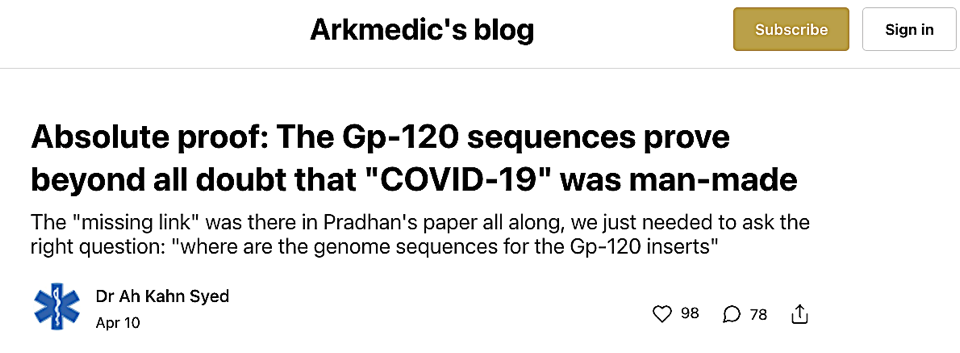 Arkmedic's blog
Subscribe
Sign in
Absolute proof: The Gp-120 sequences prove
beyond all doubt that "COVID-19" was man-made
The "missing link" was there in Pradhan's paper all along, we just needed to ask the
right question: "where are the genome sequences for the Gp-120 inserts"
Dr Ah Kahn Syed
Apr 10
98
78